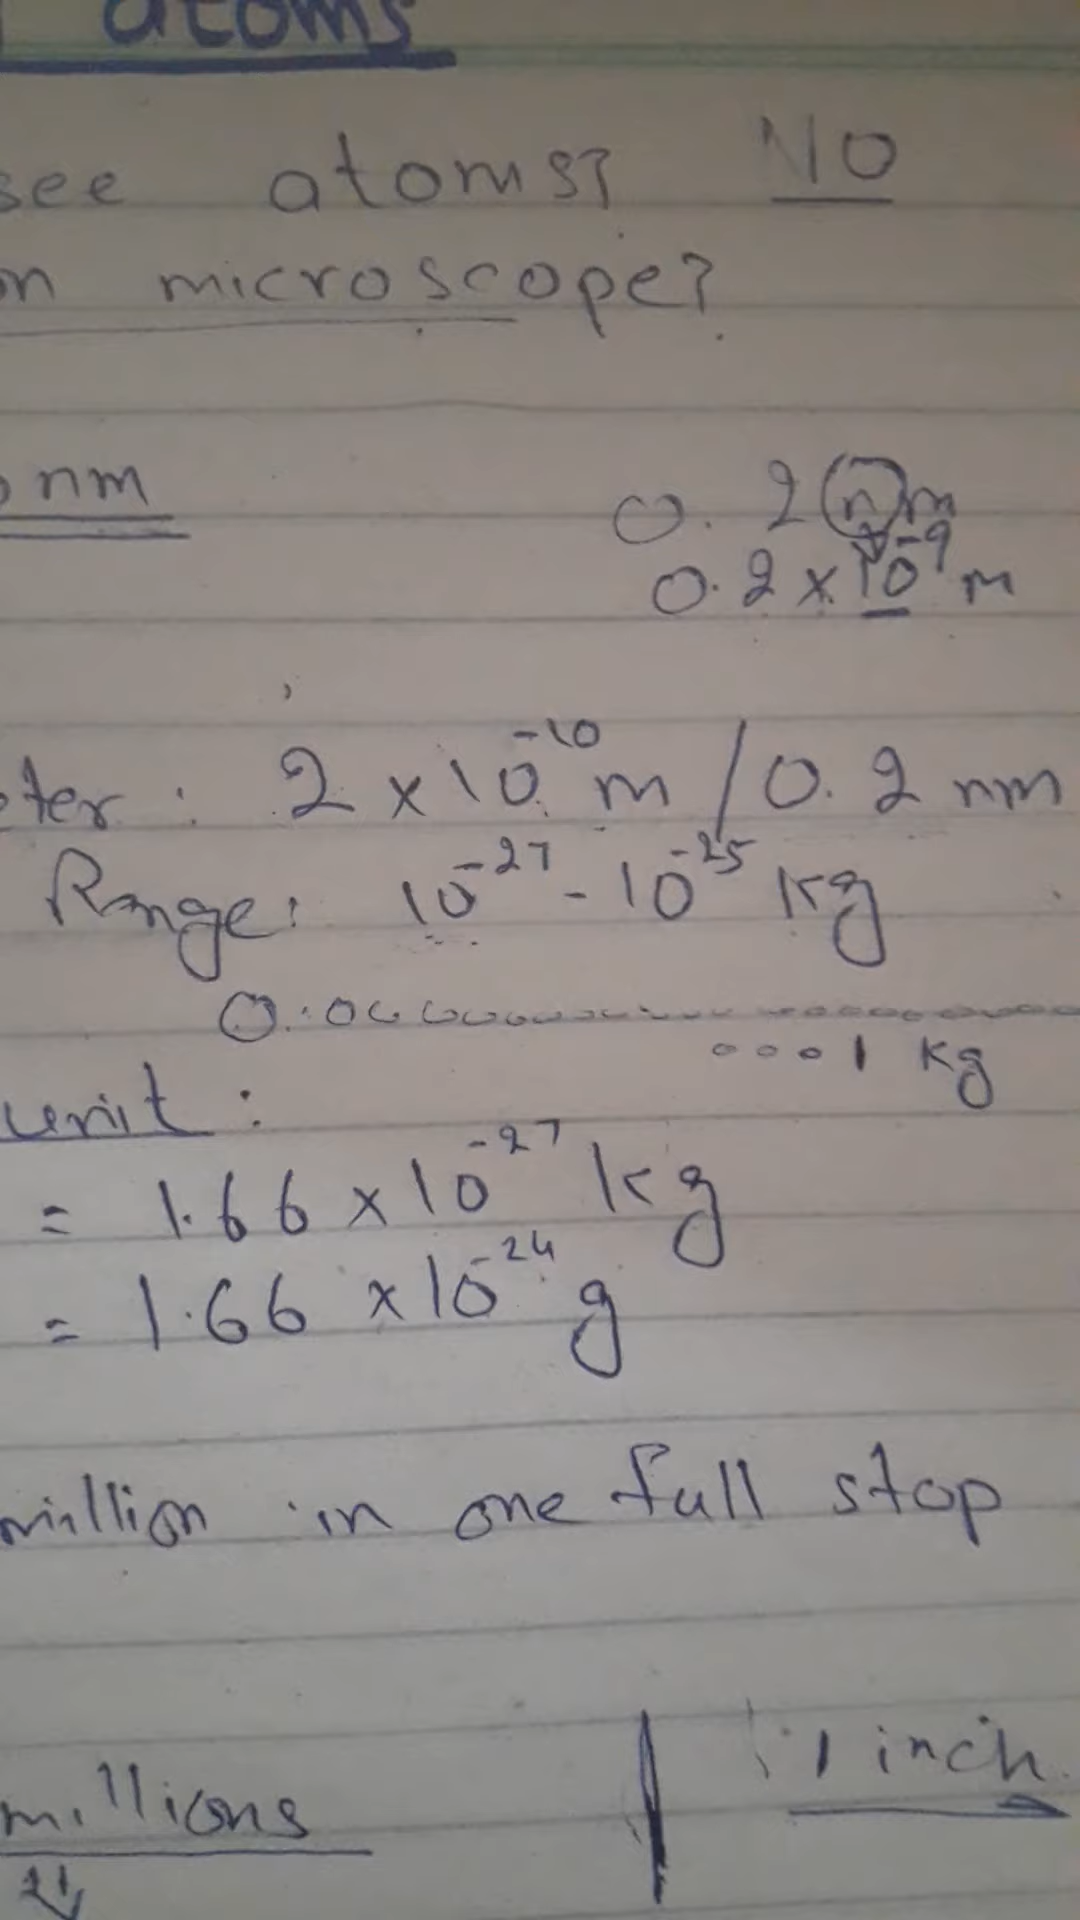 atoms
see atoms? NO
on microscope?
nm
0.2 nm
0.2 × 10⁻⁹ m
ter: 2 × 10⁻¹⁰ m / 0.2 nm
Range: 10⁻²⁷ - 10⁻²⁵ kg
0001 kg
unit:
= 1.66 × 10⁻²⁷ kg
= 1.66 × 10⁻²⁴ g
million in one full stop
1 inch
millions